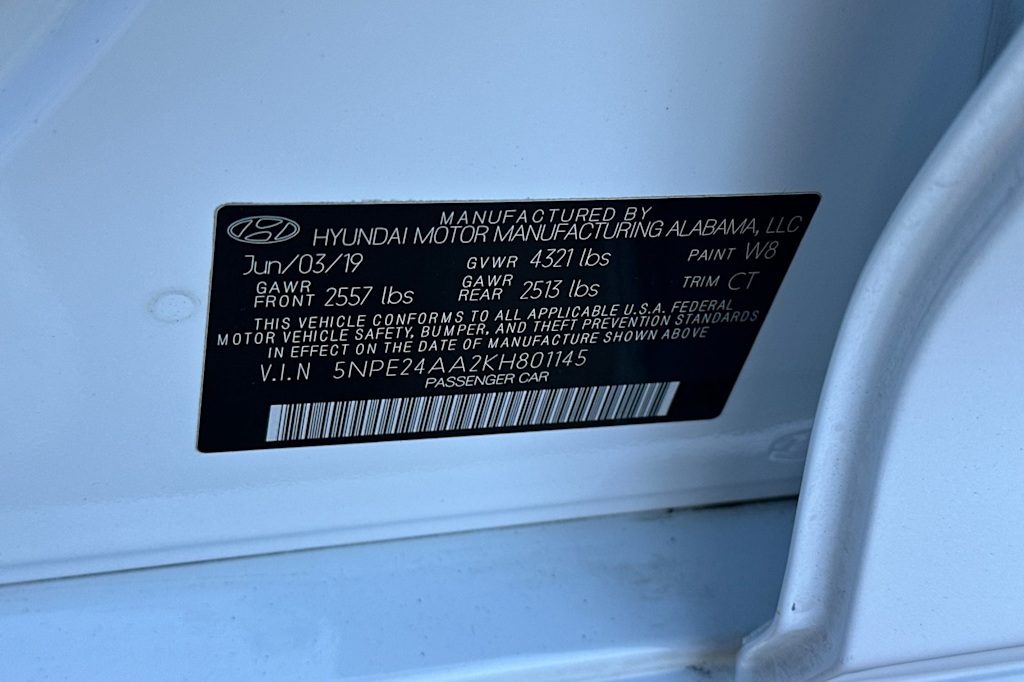 MANUFACTURED BY
HYUNDAI MOTOR MANUFACTURING ALABAMA, LLC
Jun/03/19 GVWR 4321 lbs PAINT W8
GAWR FRONT 2557 lbs GAWR REAR 2513 lbs TRIM CT
THIS VEHICLE CONFORMS TO ALL APPLICABLE U.S.A. FEDERAL
MOTOR VEHICLE SAFETY, BUMPER, AND THEFT PREVENTION STANDARDS
IN EFFECT ON THE DATE OF MANUFACTURE SHOWN ABOVE
V.I.N 5NPE24AA2KH801145
PASSENGER CAR